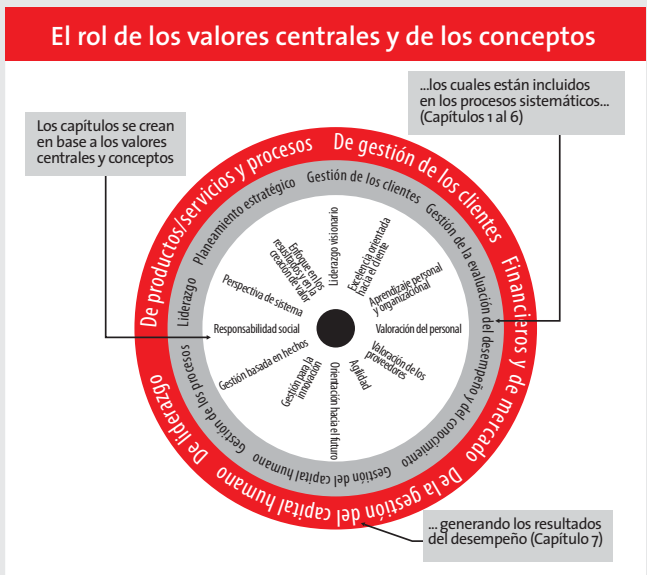 El rol de los valores centrales y de los conceptos
...los cuales están incluidos
en los procesos sistemáticos...
(Capítulos 1 al 6)
Los capítulos se crean
en base a los valores
centrales y conceptos
De productos/servicios y procesos
De gestión de los clientes
Financieros y de mercado
De la gestión del capital humano
De liderazgo
Liderazgo
Planeamiento estratégico
Gestión de los clientes
Gestión de la evaluación del desempeño y del conocimiento
Gestión del capital humano
Gestión de los procesos
Liderazgo visionario
Excelencia orientada
hacia el cliente
Aprendizaje personal
y organizacional
Valoración del personal
Valoración de los
proveedores
Agilidad
Orientación hacia el futuro
Gestión para la
innovación
Gestión basada en hechos
Responsabilidad social
Perspectiva de sistema
Enfoque en los
resustados y en la
creación de valor
... generando los resultados
del desempeño (Capítulo 7)